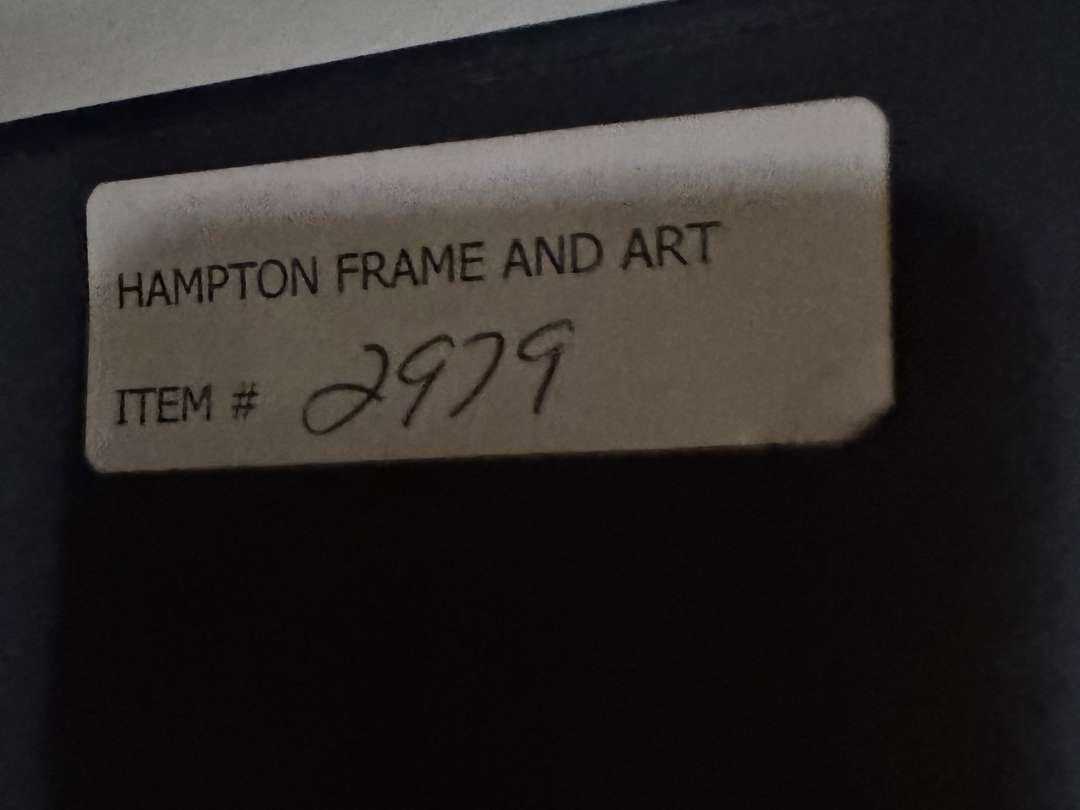 HAMPTON FRAME AND ART
ITEM # 2979